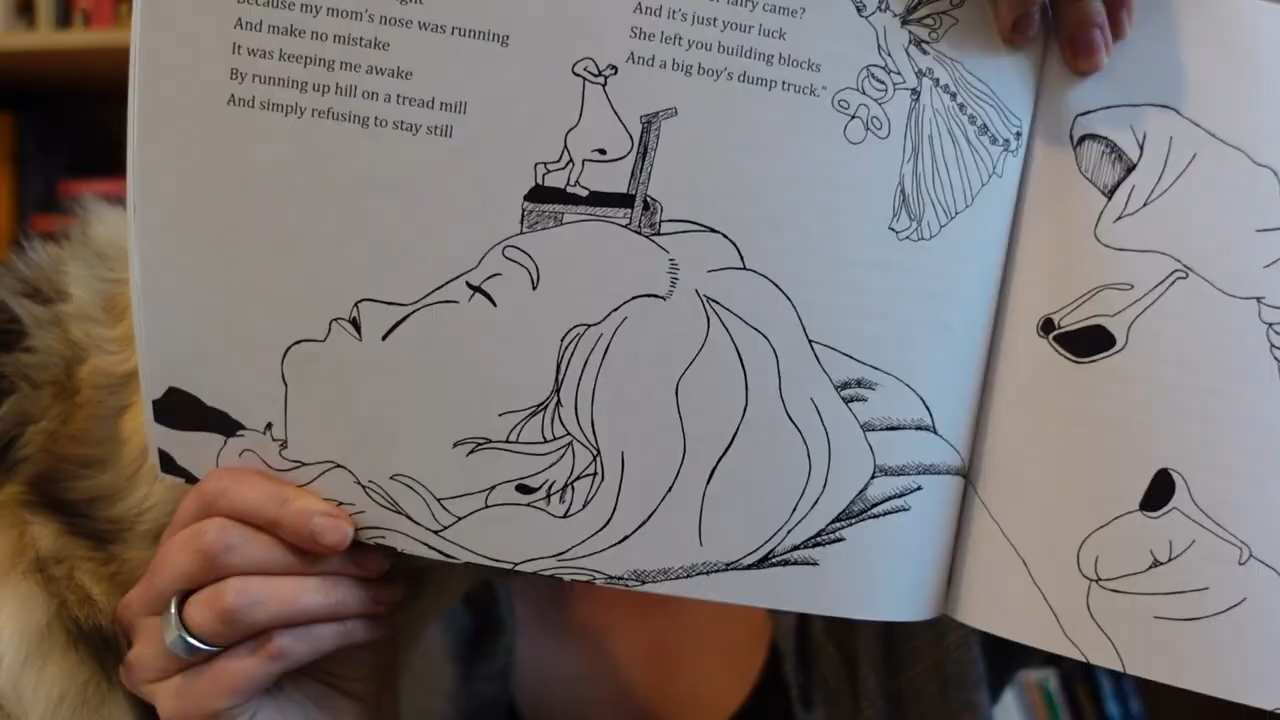 Because my mom's nose was running
And make no mistake
It was keeping me awake
By running up hill on a tread mill
And simply refusing to stay still
fairy came?
And it's just your luck
She left you building blocks
And a big boy's dump truck."